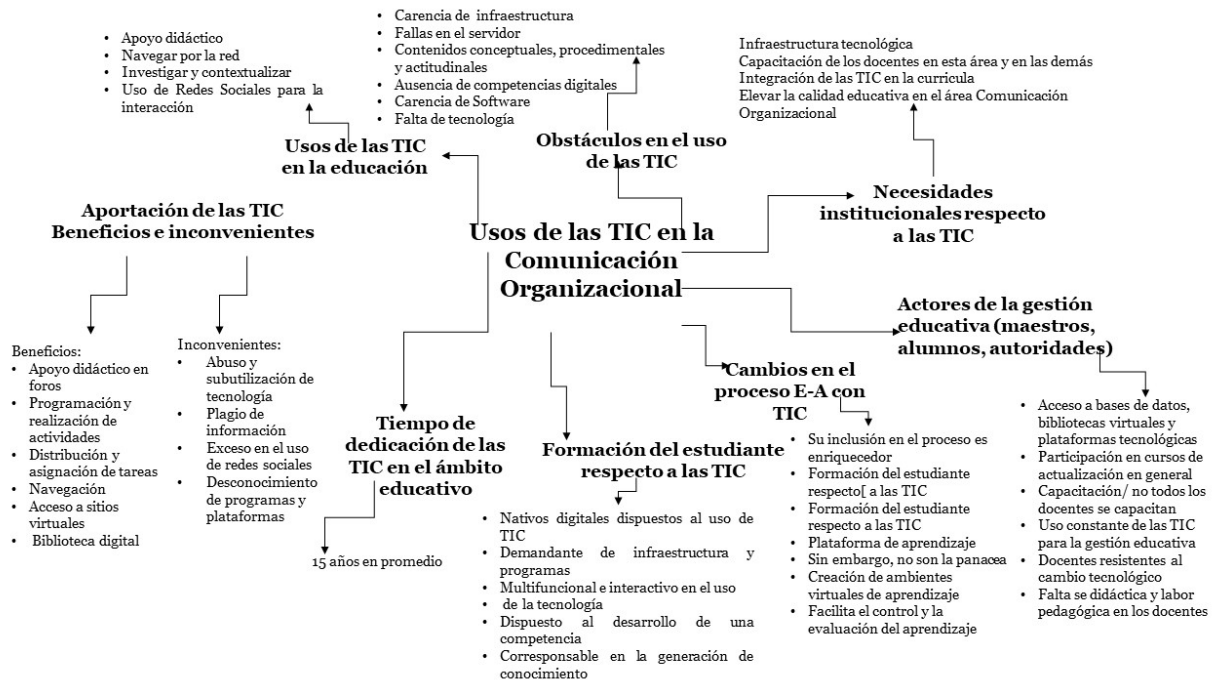 • Apoyo didáctico
• Navegar por la red
• Investigar y contextualizar
• Uso de Redes Sociales para la
interacción
• Carencia de infraestructura
• Fallas en el servidor
• Contenidos conceptuales, procedimentales
y actitudinales
• Ausencia de competencias digitales
• Carencia de Software
• Falta de tecnología
Infraestructura tecnológica
Capacitación de los docentes en esta área y en las demás
Integración de las TIC en la curricula
Elevar la calidad educativa en el área Comunicación
Organizacional
Usos de las TIC
en la educación
Obstáculos en el uso
de las TIC
Necesidades
institucionales respecto
a las TIC
Aportación de las TIC
Beneficios e inconvenientes
Usos de las TIC en la
Comunicación
Organizacional
Actores de la gestión
educativa (maestros,
alumnos, autoridades)
Beneficios:
• Apoyo didáctico en
foros
• Programación y
realización de
actividades
• Distribución y
asignación de tareas
• Navegación
• Acceso a sitios
virtuales
• Biblioteca digital
Inconvenientes:
• Abuso y
subutilización de
tecnología
• Plagio de
información
• Exceso en el uso
de redes sociales
• Desconocimiento
de programas y
plataformas
Tiempo de
dedicación de las
TIC en el ámbito
educativo
15 años en promedio
Formación del estudiante
respecto a las TIC
• Nativos digitales dispuestos al uso de
TIC
• Demandante de infraestructura y
programas
• Multifuncional e interactivo en el uso
• de la tecnología
• Dispuesto al desarrollo de una
competencia
• Corresponsable en la generación de
conocimiento
Cambios en el
proceso E-A con
TIC
• Su inclusión en el proceso es
enriquecedor
• Formación del estudiante
respecto[ a las TIC
• Formación del estudiante
respecto a las TIC
• Plataforma de aprendizaje
• Sin embargo, no son la panacea
• Creación de ambientes
virtuales de aprendizaje
• Facilita el control y la
evaluación del aprendizaje
• Acceso a bases de datos,
bibliotecas virtuales y
plataformas tecnológicas
• Participación en cursos de
actualización en general
• Capacitación/ no todos los
docentes se capacitan
• Uso constante de las TIC
para la gestión educativa
• Docentes resistentes al
cambio tecnológico
• Falta se didáctica y labor
pedagógica en los docentes